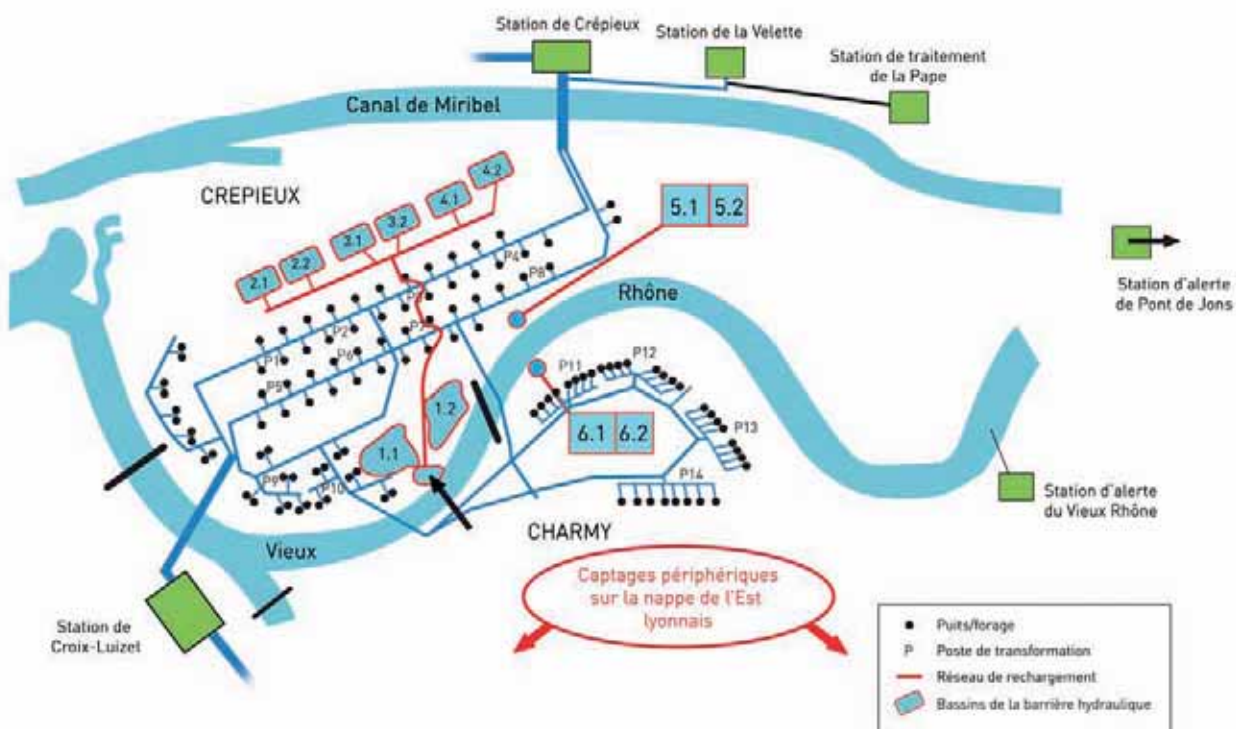 Station de Crépieux
Station de la Velette
Station de traitement
de la Pape
Canal de Miribel
CREPIEUX
4.2
4.1
3.2
3.1
2.2
2.1
5.1 5.2
P4
P8
Station d'alerte
de Pont de Jons
Rhône
P2
P1
P6
P5
P12
P11
1.2
P13
6.1 6.2
1.1
P14
P9
P10
Station d'alerte
du Vieux Rhône
CHARMY
Vieux
Captages périphériques
sur la nappe de l'Est
lyonnais
Station de
Croix-Luizel
Puits/forage
P Poste de transformation
Réseau de rechargement
Bassins de la barrière hydraulique